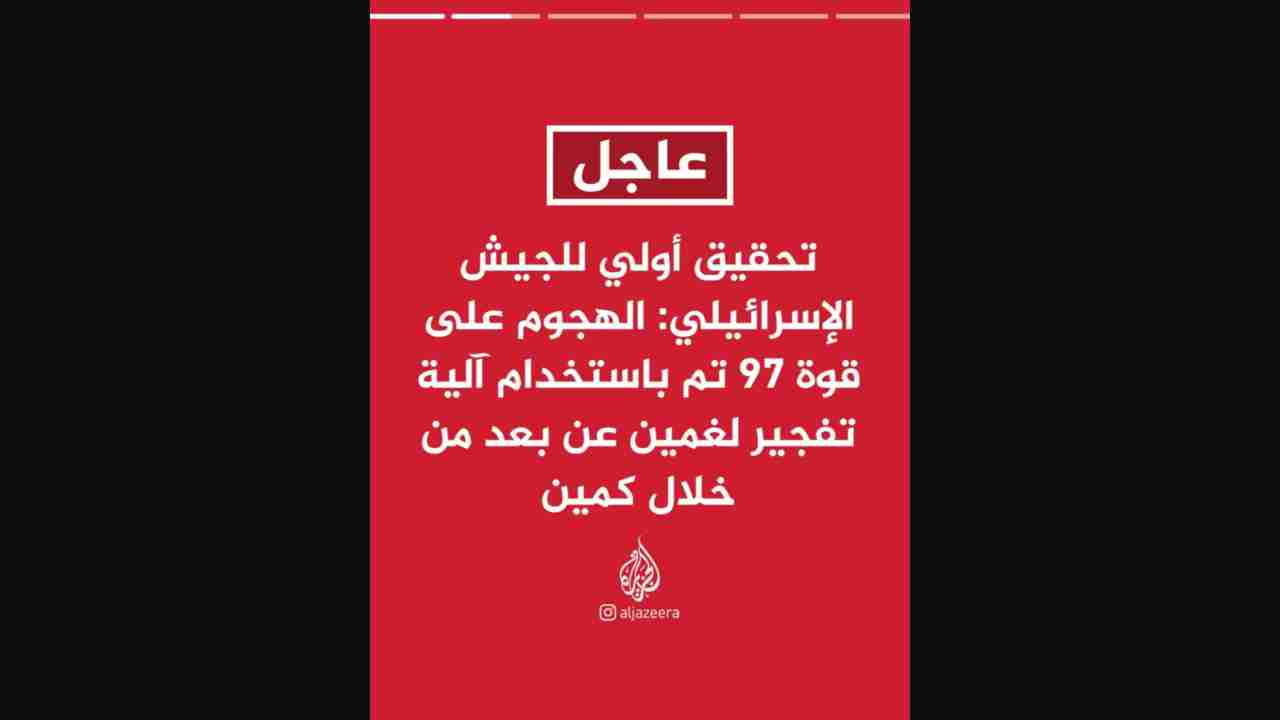 عاجل
تحقيق أولي للجيش
الإسرائيلي: الهجوم على
قوة 97 تم باستخدام آلية
تفجير لغمين عن بعد من
خلال كمين
الجزيرة
aljazeera